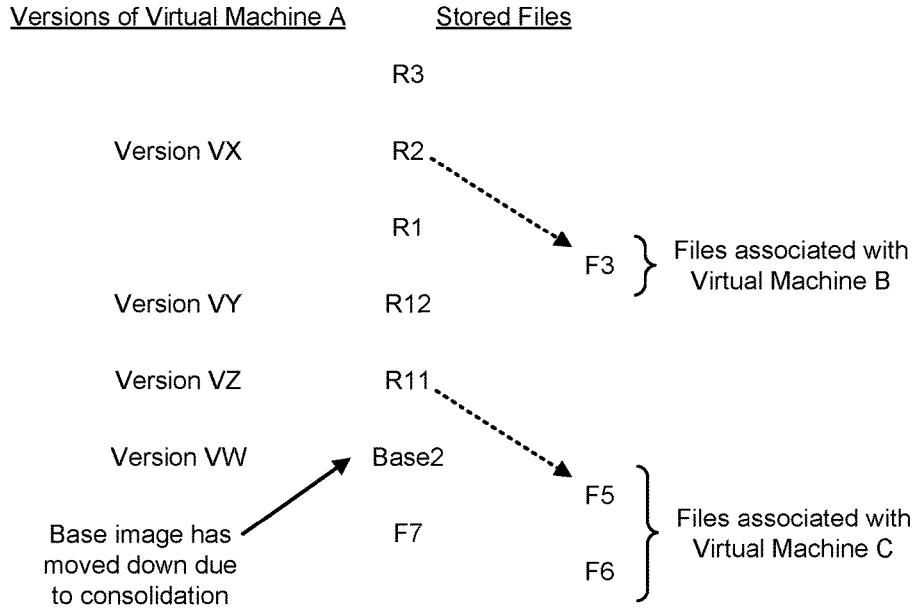 Versions of Virtual Machine A
Stored Files
R3
Version VX
R2
R1
F3
Files associated with
Virtual Machine B
Version VY
R12
Version VZ
R11
Version VW
Base2
F5
Files associated with
Virtual Machine C
F6
Base image has
moved down due
to consolidation
F7